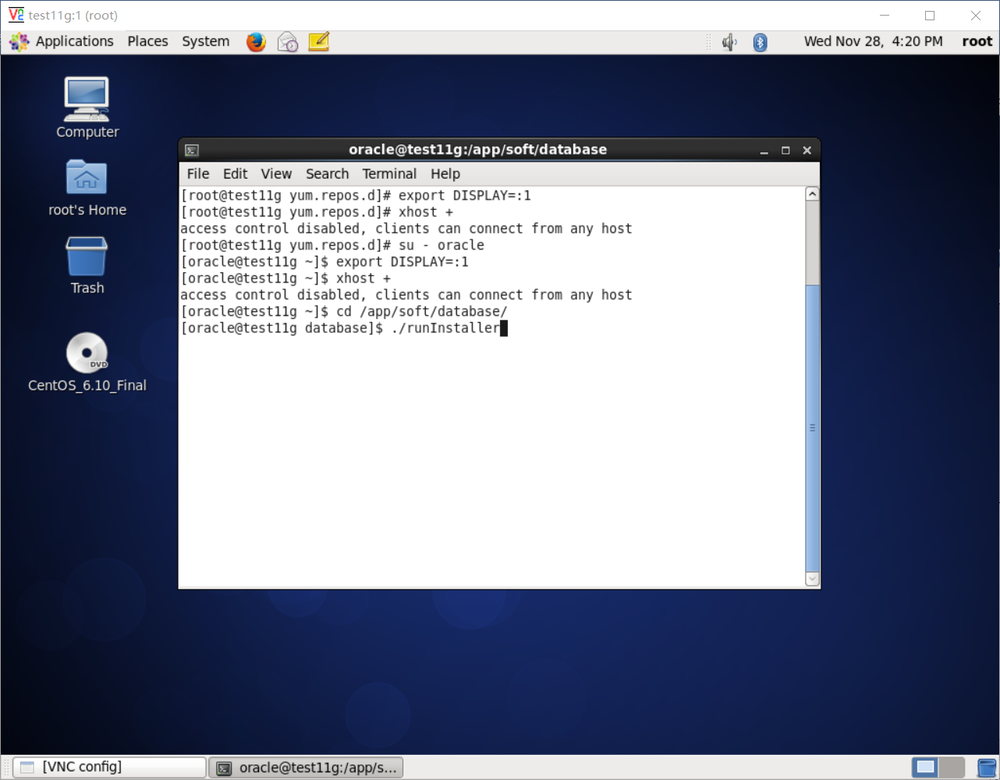 test11g:1 (root)
Applications Places System Wed Nov 28, 4:20 PM root
Computer
root's Home
Trash
DVD
CentOS_6.10_Final
oracle@test11g:/app/soft/database
File Edit View Search Terminal Help
[root@test11g yum.repos.d]# export DISPLAY=:1
[root@test11g yum.repos.d]# xhost +
access control disabled, clients can connect from any host
[root@test11g yum.repos.d]# su - oracle
[oracle@test11g ~]$ export DISPLAY=:1
[oracle@test11g ~]$ xhost +
access control disabled, clients can connect from any host
[oracle@test11g ~]$ cd /app/soft/database/
[oracle@test11g database]$ ./runInstaller
[VNC config] oracle@test11g:/app/s...